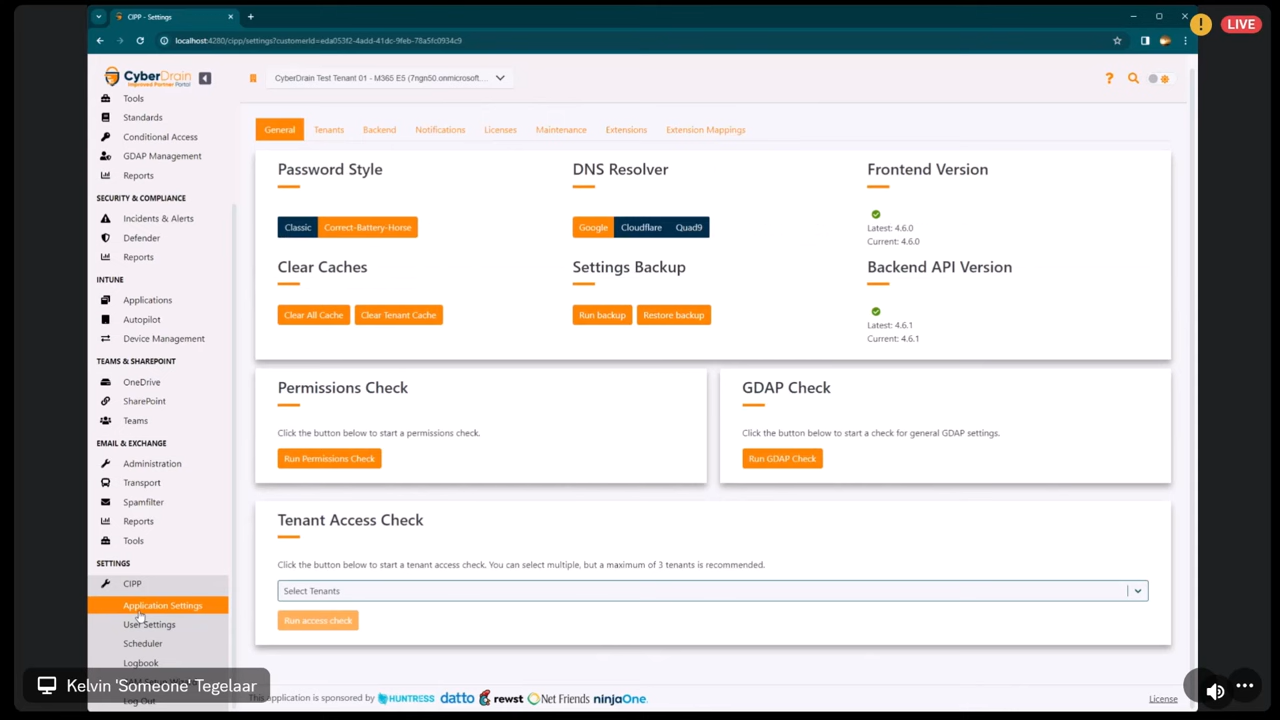 CIPP - Settings
LIVE
localhost:4280/cipp/settings?customerId=eda053f2-4add-41dc-9feb-78a5fc0934c9
CyberDrain
Improved Partner Portal
CyberDrain Test Tenant 01 - M365 E5 (7ngn50.onmicrosoft....
Tools
Standards
Conditional Access
GDAP Management
Reports
SECURITY & COMPLIANCE
Incidents & Alerts
Defender
Reports
INTUNE
Applications
Autopilot
Device Management
TEAMS & SHAREPOINT
OneDrive
SharePoint
Teams
EMAIL & EXCHANGE
Administration
Transport
Spamfilter
Reports
Tools
SETTINGS
CIPP
Application Settings
User Settings
Scheduler
Logbook
Log Out
General Tenants Backend Notifications Licenses Maintenance Extensions Extension Mappings
Password Style
Classic Correct-Battery-Horse
DNS Resolver
Google Cloudflare Quad9
Frontend Version
Latest: 4.6.0
Current: 4.6.0
Clear Caches
Clear All Cache Clear Tenant Cache
Settings Backup
Run backup Restore backup
Backend API Version
Latest: 4.6.1
Current: 4.6.1
Permissions Check
Click the button below to start a permissions check.
Run Permissions Check
GDAP Check
Click the button below to start a check for general GDAP settings.
Run GDAP Check
Tenant Access Check
Click the button below to start a tenant access check. You can select multiple, but a maximum of 3 tenants is recommended.
Select Tenants
Run access check
Kelvin 'Someone' Tegelaar
This application is sponsored by HUNTRESS datto rewst Net Friends ninjaOne.
License